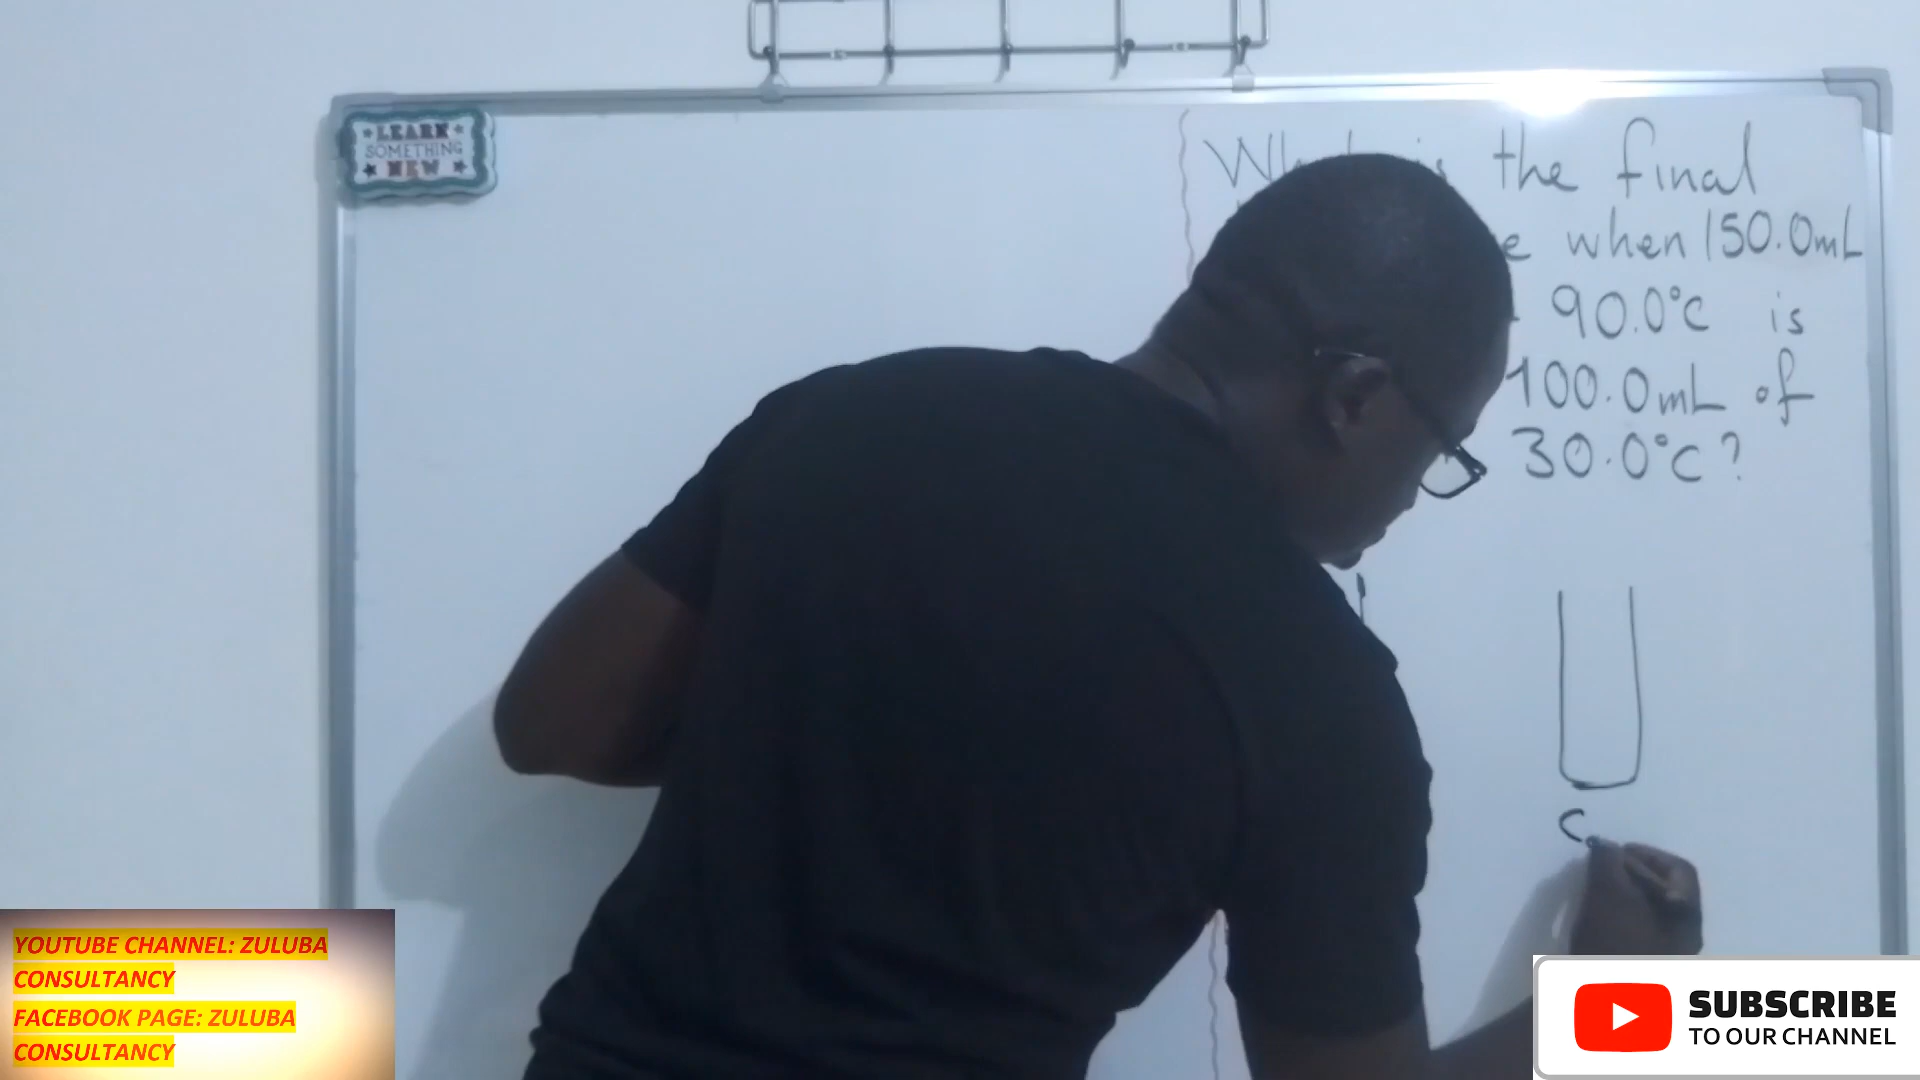 LEARN
SOMETHING
NEW
is the final
when 150.0mL
90.0°C is
100.0mL of
30.0°C?
C
YOUTUBE CHANNEL: ZULUBA
CONSULTANCY
FACEBOOK PAGE: ZULUBA
CONSULTANCY
SUBSCRIBE
TO OUR CHANNEL